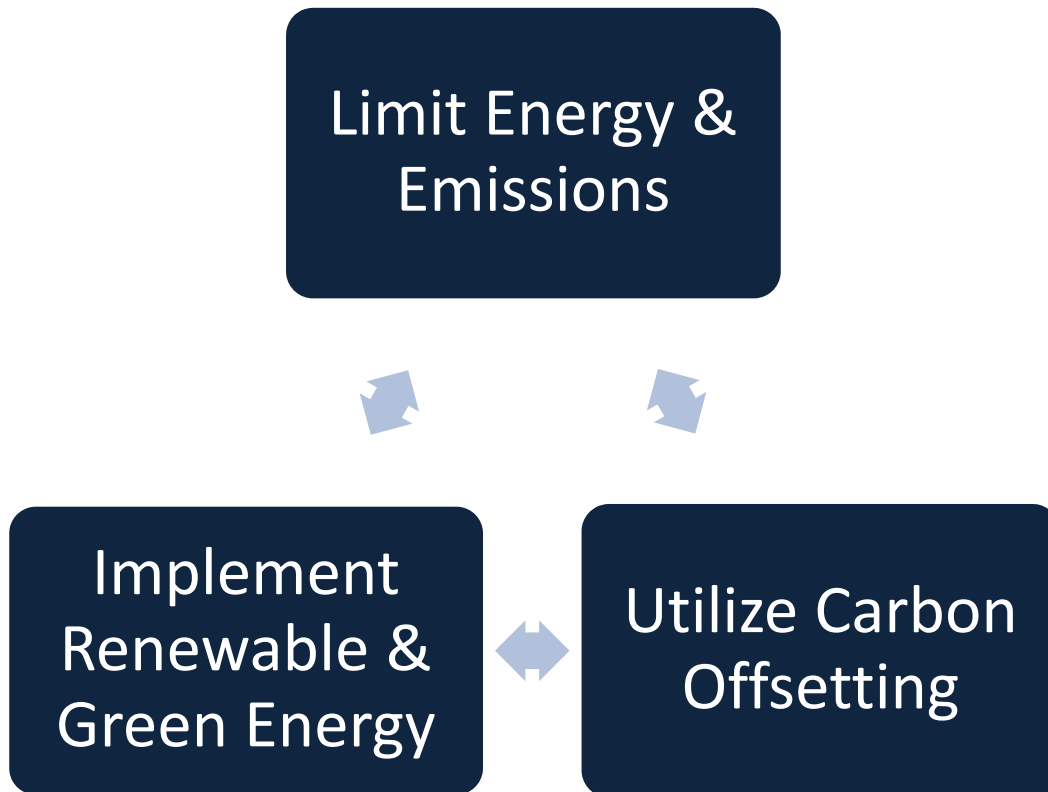 Limit Energy &
Emissions
Implement
Renewable &
Green Energy
Utilize Carbon
Offsetting